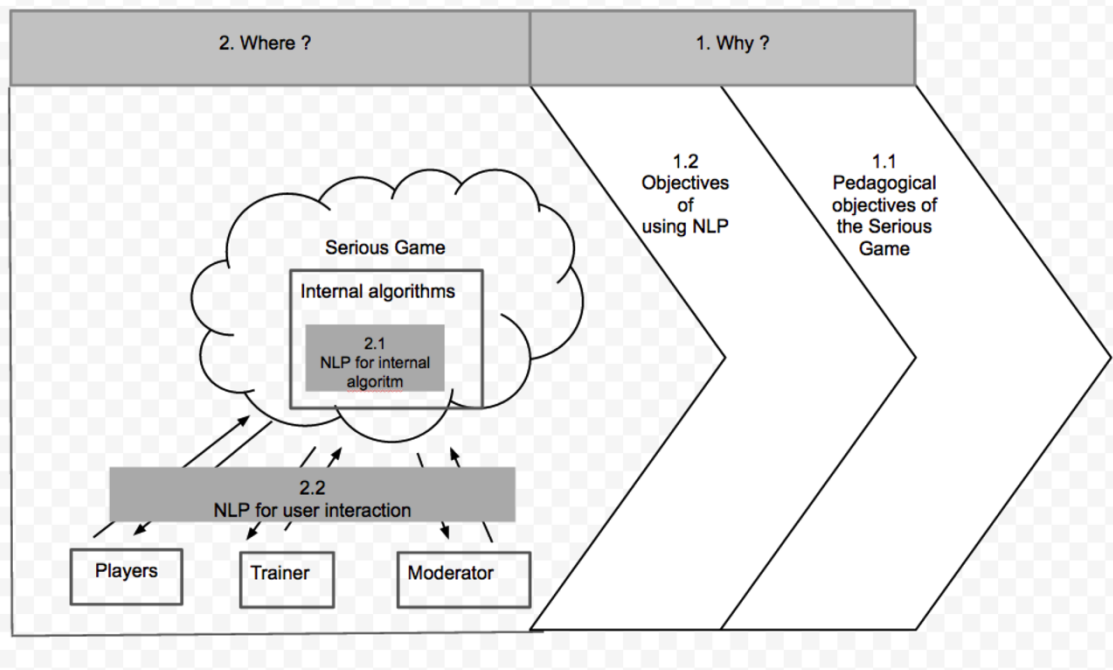 2. Where ?
1. Why ?
1.2
Objectives
of
using NLP
1.1
Pedagogical
objectives of
the Serious
Game
Serious Game
Internal algorithms
2.1
NLP for internal
algoritm
2.2
NLP for user interaction
Players
Trainer
Moderator